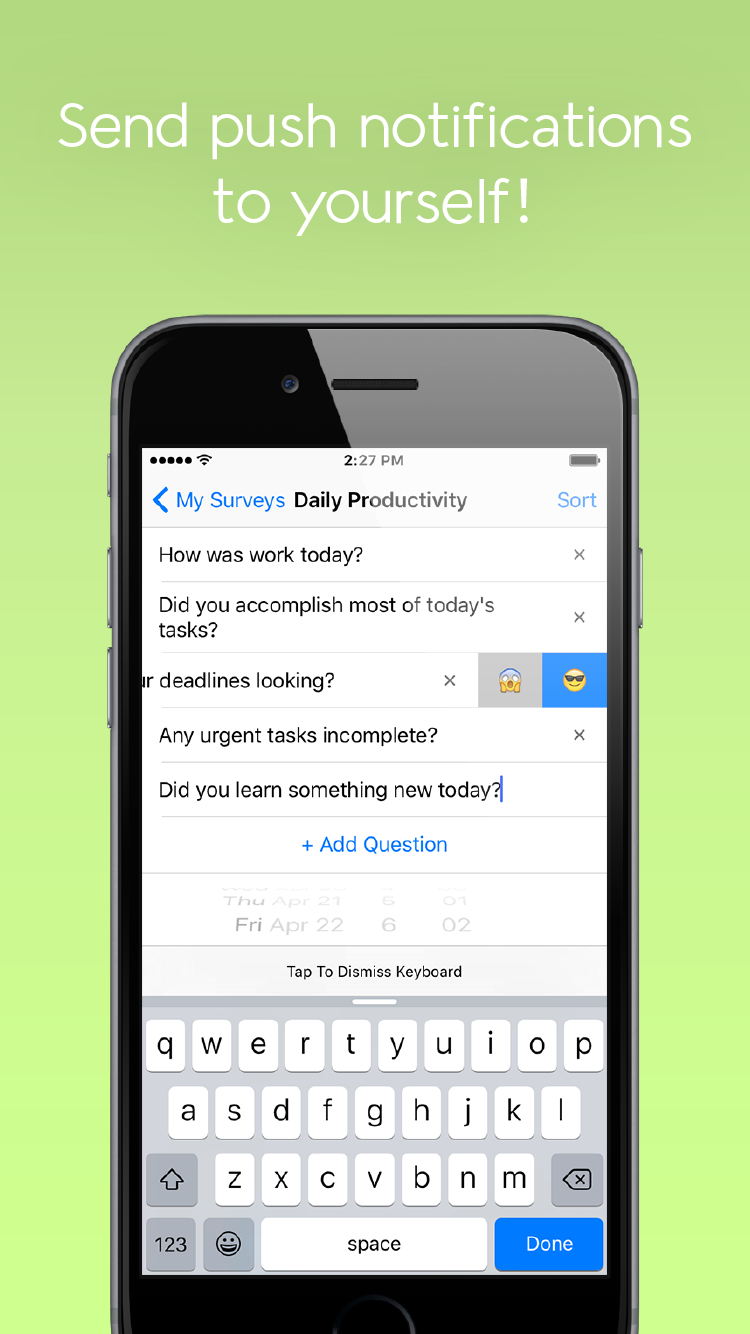 Send push notifications
to yourself!
2:27 PM
My Surveys Daily Productivity Sort
How was work today?
Did you accomplish most of today's
tasks?
ur deadlines looking?
Any urgent tasks incomplete?
Did you learn something new today?
+ Add Question
Thu Apr 21 5 01
Fri Apr 22 6 02
Tap To Dismiss Keyboard
q w e r t y u i o p
a s d f g h j k l
z x c v b n m
123 space Done